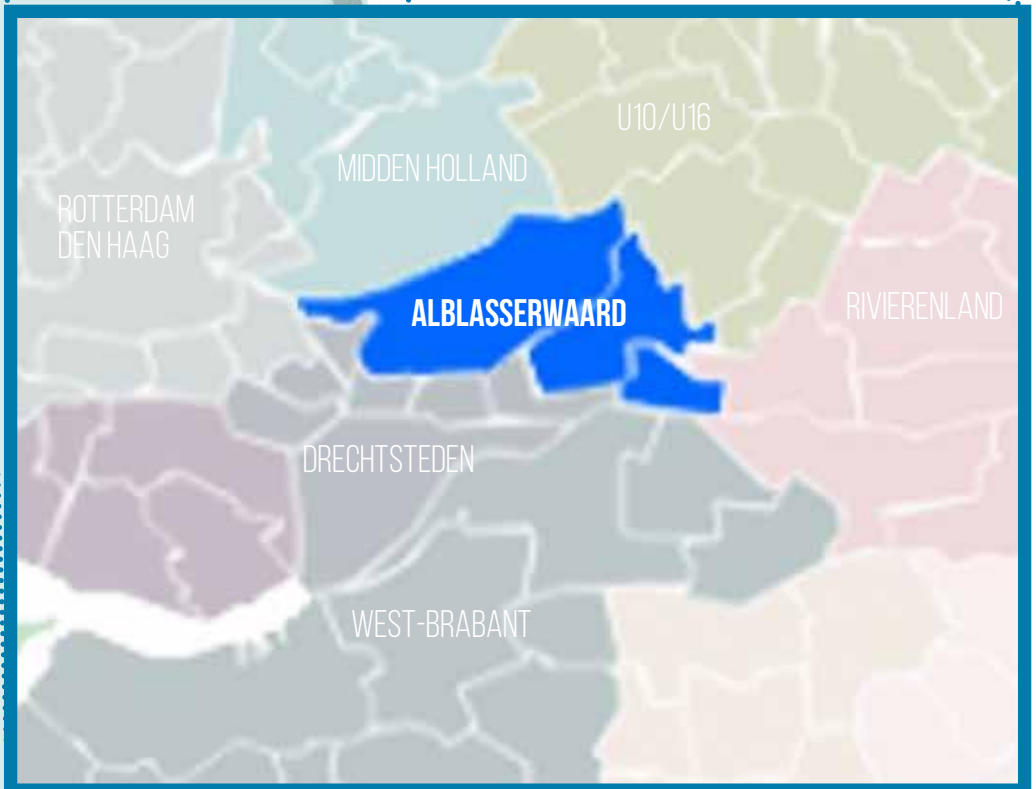 U10/U16
MIDDEN HOLLAND
ROTTERDAM
DEN HAAG
RIVIERENLAND
ALBLASSERWAARD
DRECHTSTEDEN
WEST-BRABANT